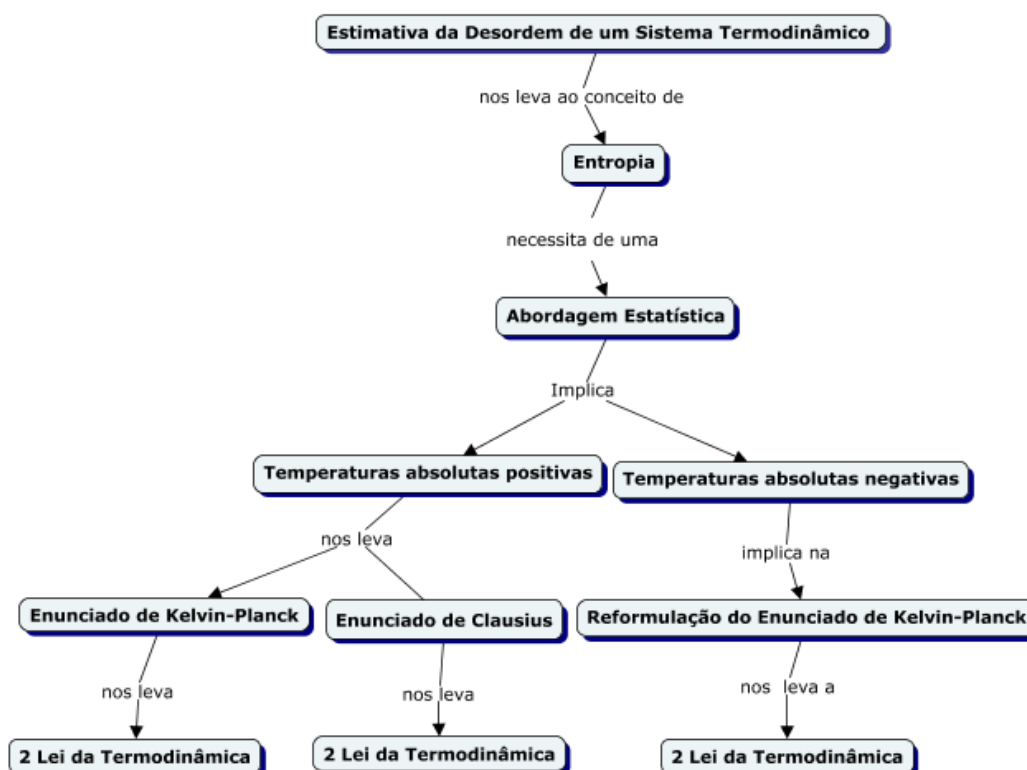 Estimativa da Desordem de um Sistema Termodinâmico
nos leva ao conceito de
Entropia
necessita de uma
Abordagem Estatística
Implica
Temperaturas absolutas positivas
Temperaturas absolutas negativas
nos leva
implica na
Enunciado de Kelvin-Planck
Enunciado de Clausius
Reformulação do Enunciado de Kelvin-Planck
nos leva
nos leva
nos leva a
2 Lei da Termodinâmica
2 Lei da Termodinâmica
2 Lei da Termodinâmica